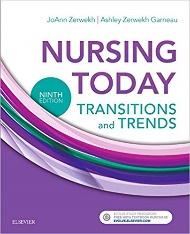 JoAnn Zerwekh | Ashley Zerwekh Garneau
NURSING
TODAY
NINTH
EDITION
TRANSITIONS
and TRENDS
ELSEVIER